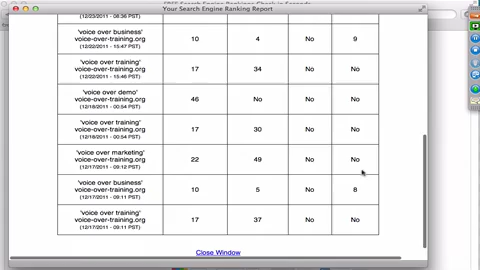 Your Search Engine Ranking Report
(12/23/2011 - 08:36 PST)
'voice over business'
voice-over-training.org
(12/22/2011 - 15:47 PST)
10 4 No 9
'voice over training'
voice-over-training.org
(12/22/2011 - 15:46 PST)
17 34 No No
'voice over demo'
voice-over-training.org
(12/18/2011 - 00:54 PST)
46 No No No
'voice over training'
voice-over-training.org
(12/18/2011 - 00:54 PST)
17 30 No No
'voice over marketing'
voice-over-training.org
(12/17/2011 - 09:12 PST)
22 49 No No
'voice over business'
voice-over-training.org
(12/17/2011 - 09:11 PST)
10 5 No 8
'voice over training'
voice-over-training.org
(12/17/2011 - 09:11 PST)
17 37 No No
Close Window